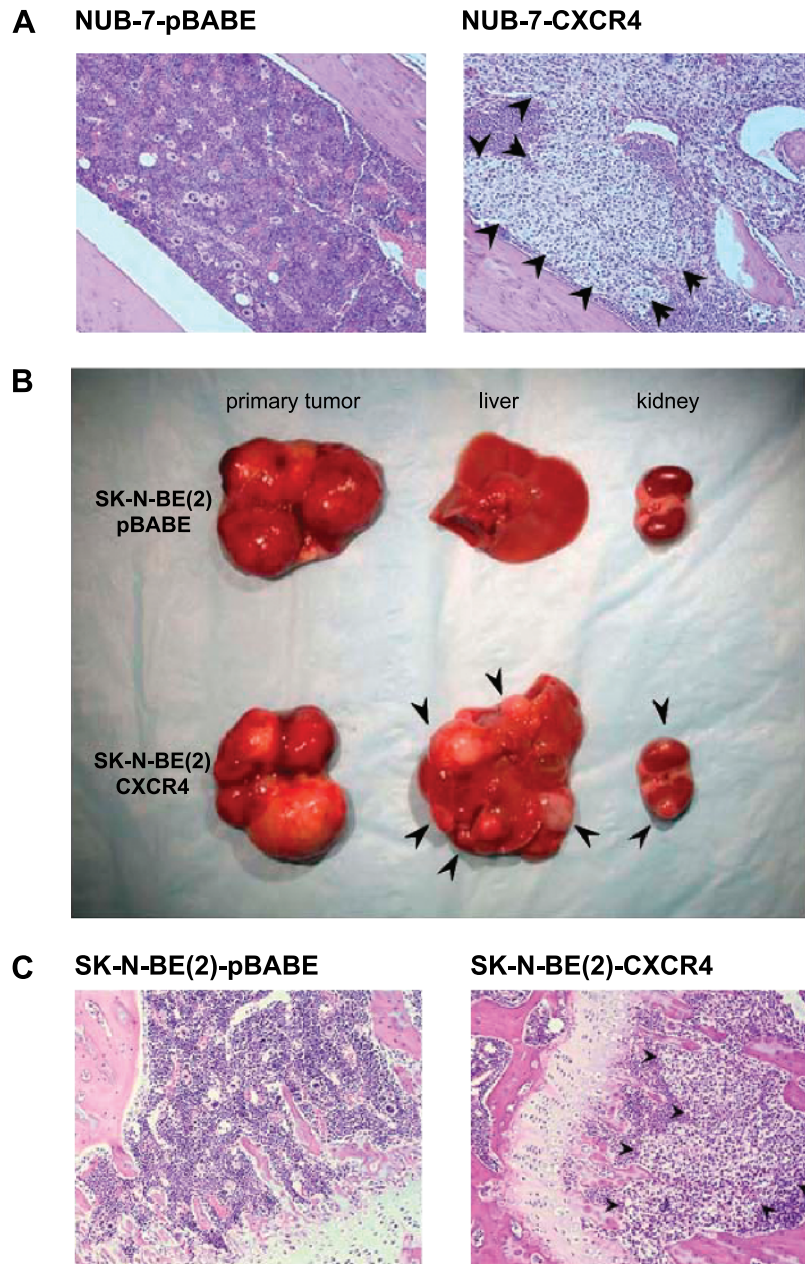 A
NUB-7-pBABE
NUB-7-CXCR4
B
primary tumor
liver
kidney
SK-N-BE(2)
pBABE
SK-N-BE(2)
CXCR4
C
SK-N-BE(2)-pBABE
SK-N-BE(2)-CXCR4